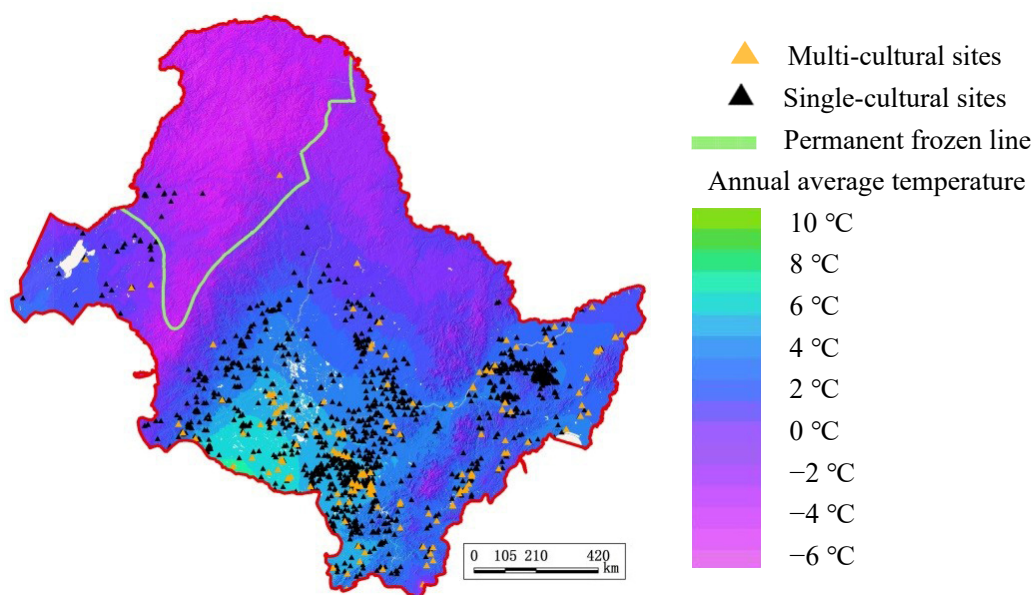 Multi-cultural sites
Single-cultural sites
Permanent frozen line
Annual average temperature
10 ℃
8 ℃
6 ℃
4 ℃
2 ℃
0 ℃
−2 ℃
−4 ℃
−6 ℃
0 105 210 420
km